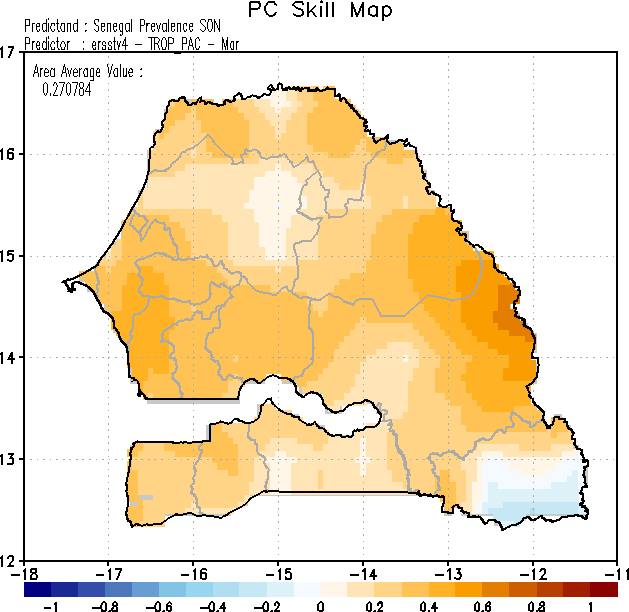 PC Skill Map
Predictand : Senegal Prevalence SON
Predictor : ersstv4 - TROP_PAC - Mar
Area Average Value :
0.270784
17
16
15
14
13
12
-18 -17 -16 -15 -14 -13 -12 -11
-1 -0.8 -0.6 -0.4 -0.2 0 0.2 0.4 0.6 0.8 1